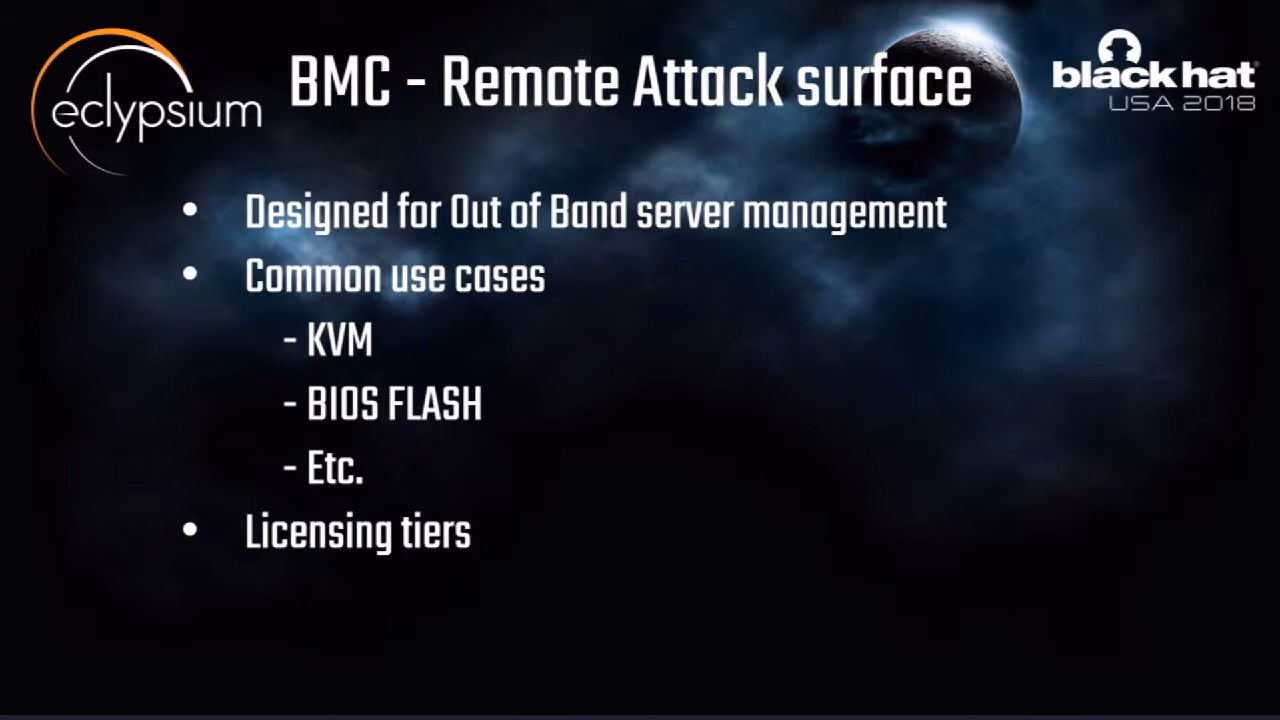 eclypsium
BMC - Remote Attack surface
black hat
USA 2018
• Designed for Out of Band server management
• Common use cases
- KVM
- BIOS FLASH
- Etc.
• Licensing tiers